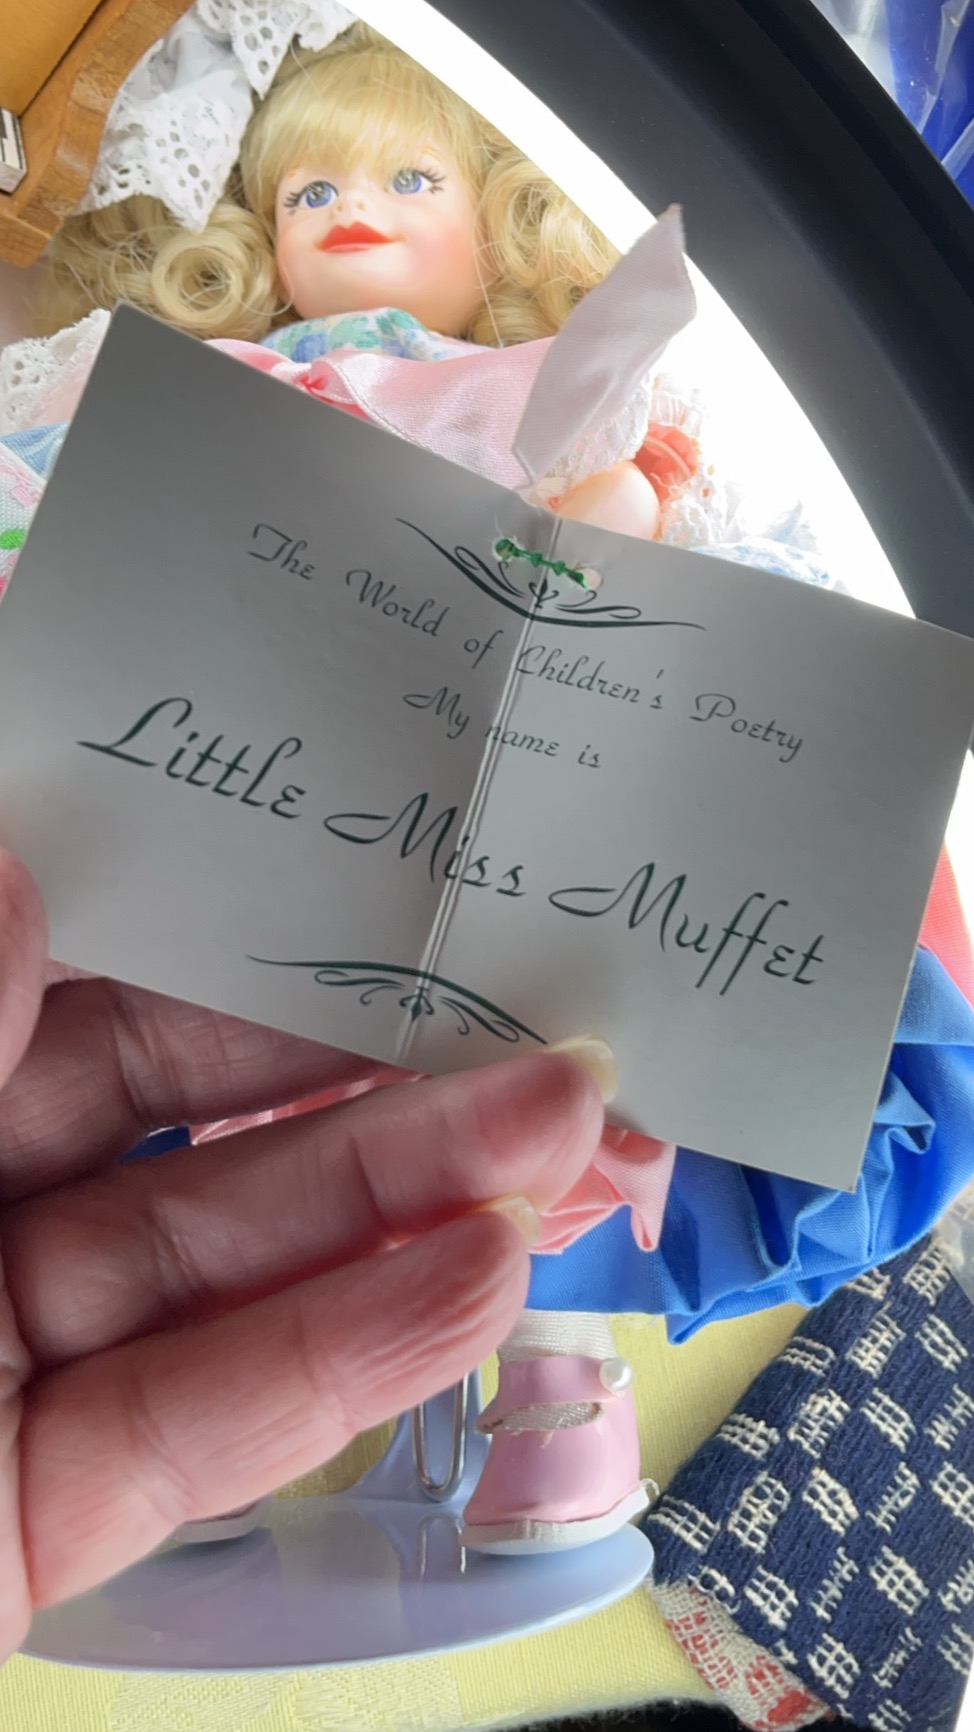 The World of Children's Poetry
My name is
Little Miss Muffet